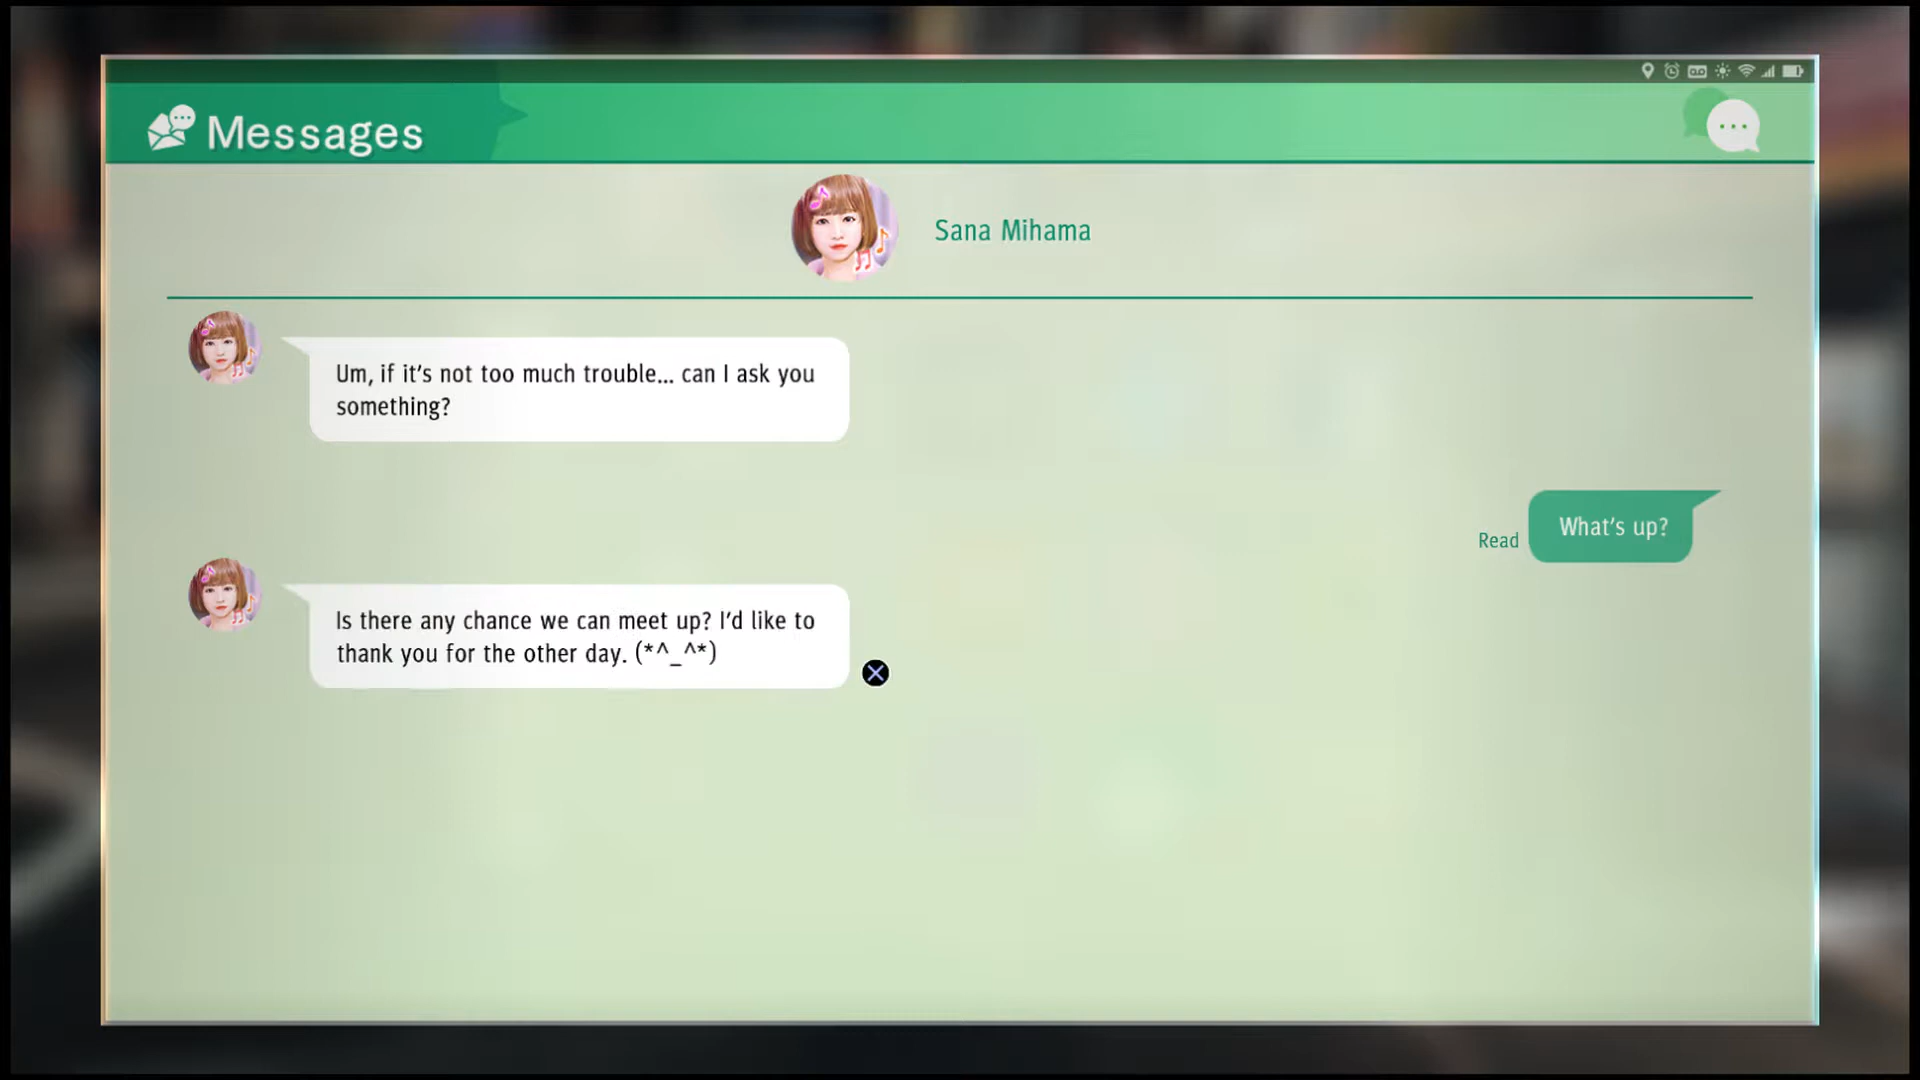 Messages
Sana Mihama
Um, if it's not too much trouble... can I ask you
something?
What's up?
Read
Is there any chance we can meet up? I'd like to
thank you for the other day. (*^_^*)